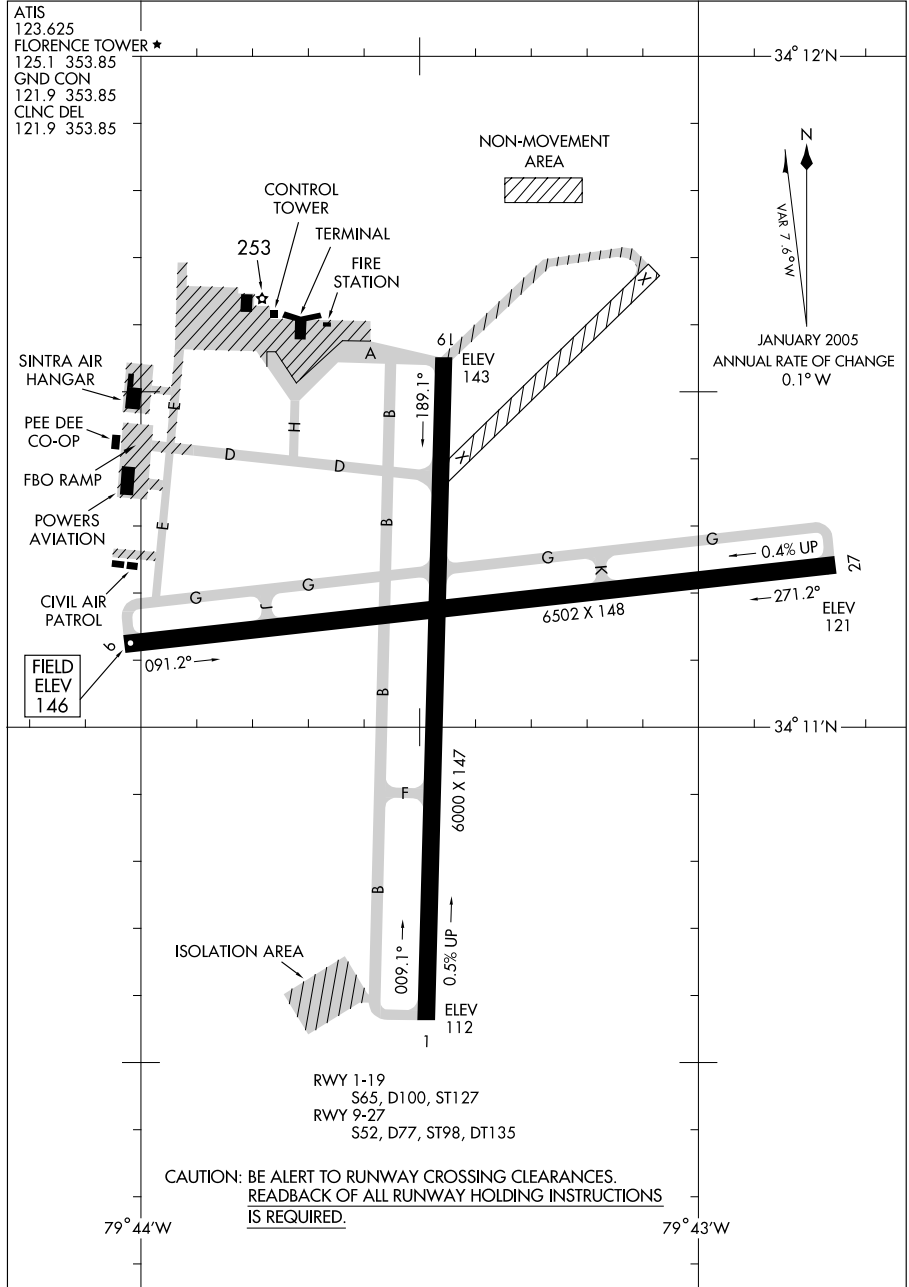 ATIS
123.625
FLORENCE TOWER ★
125.1 353.85
GND CON
121.9 353.85
CLNC DEL
121.9 353.85
34° 12'N
NON-MOVEMENT
AREA
N
VAR 7.6° W
JANUARY 2005
ANNUAL RATE OF CHANGE
0.1° W
CONTROL
TOWER
TERMINAL
253
FIRE
STATION
X
X
19
ELEV
143
A
189.1°
B
SINTRA AIR
HANGAR
E
H
PEE DEE
CO-OP
D
D
FBO RAMP
POWERS
AVIATION
E
B
G
0.4% UP
27
G
K
G
G
J
CIVIL AIR
PATROL
271.2°
ELEV
121
6502 X 148
9
091.2°
FIELD
ELEV
146
B
34° 11'N
6000 X 147
F
B
ISOLATION AREA
009.1°
0.5% UP
ELEV
112
1
RWY 1-19
S65, D100, ST127
RWY 9-27
S52, D77, ST98, DT135
CAUTION: BE ALERT TO RUNWAY CROSSING CLEARANCES.
READBACK OF ALL RUNWAY HOLDING INSTRUCTIONS
IS REQUIRED.
79° 44'W
79° 43'W